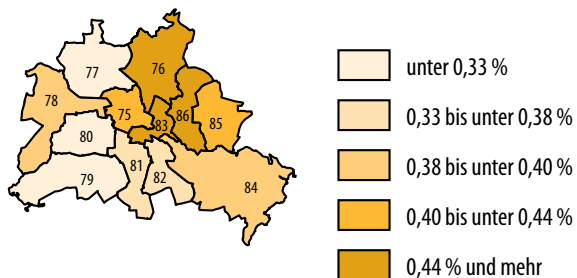 77
76
78
75
83
86
85
80
81
82
79
84
unter 0,33 %
0,33 bis unter 0,38 %
0,38 bis unter 0,40 %
0,40 bis unter 0,44 %
0,44 % und mehr